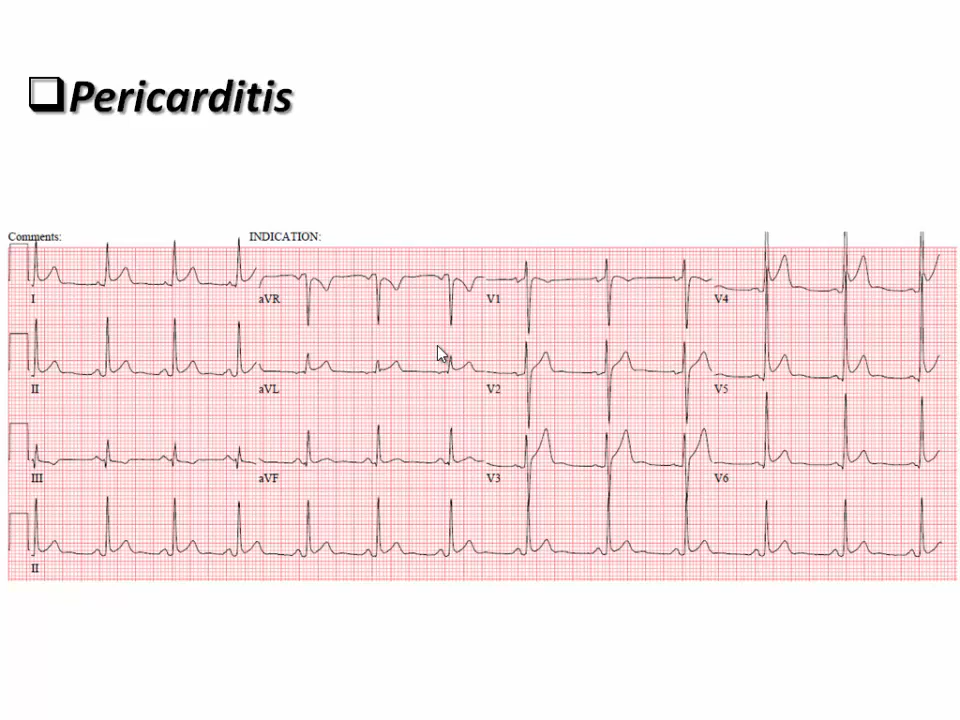 Pericarditis
Comments: INDICATION:
I aVR V1 V4
II aVL V2 V5
III aVF V3 V6
II